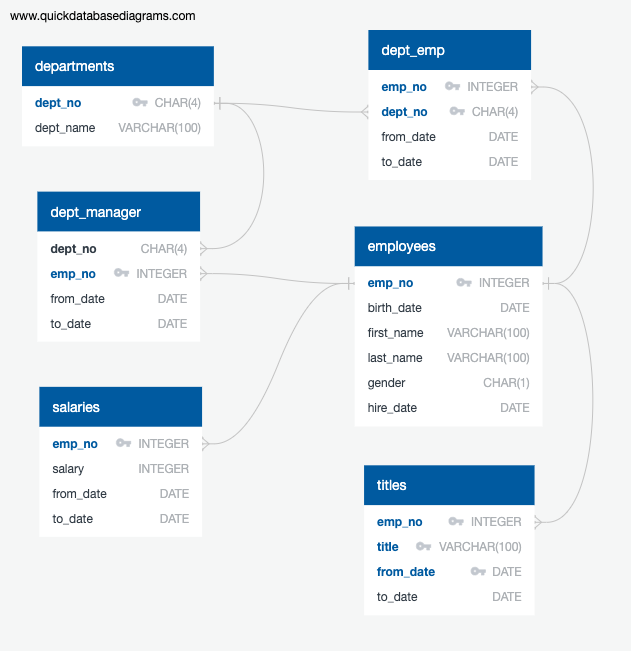 www.quickdatabasediagrams.com
departments
dept_no CHAR(4)
dept_name VARCHAR(100)
dept_emp
emp_no INTEGER
dept_no CHAR(4)
from_date DATE
to_date DATE
dept_manager
dept_no CHAR(4)
emp_no INTEGER
from_date DATE
to_date DATE
employees
emp_no INTEGER
birth_date DATE
first_name VARCHAR(100)
last_name VARCHAR(100)
gender CHAR(1)
hire_date DATE
salaries
emp_no INTEGER
salary INTEGER
from_date DATE
to_date DATE
titles
emp_no INTEGER
title VARCHAR(100)
from_date DATE
to_date DATE